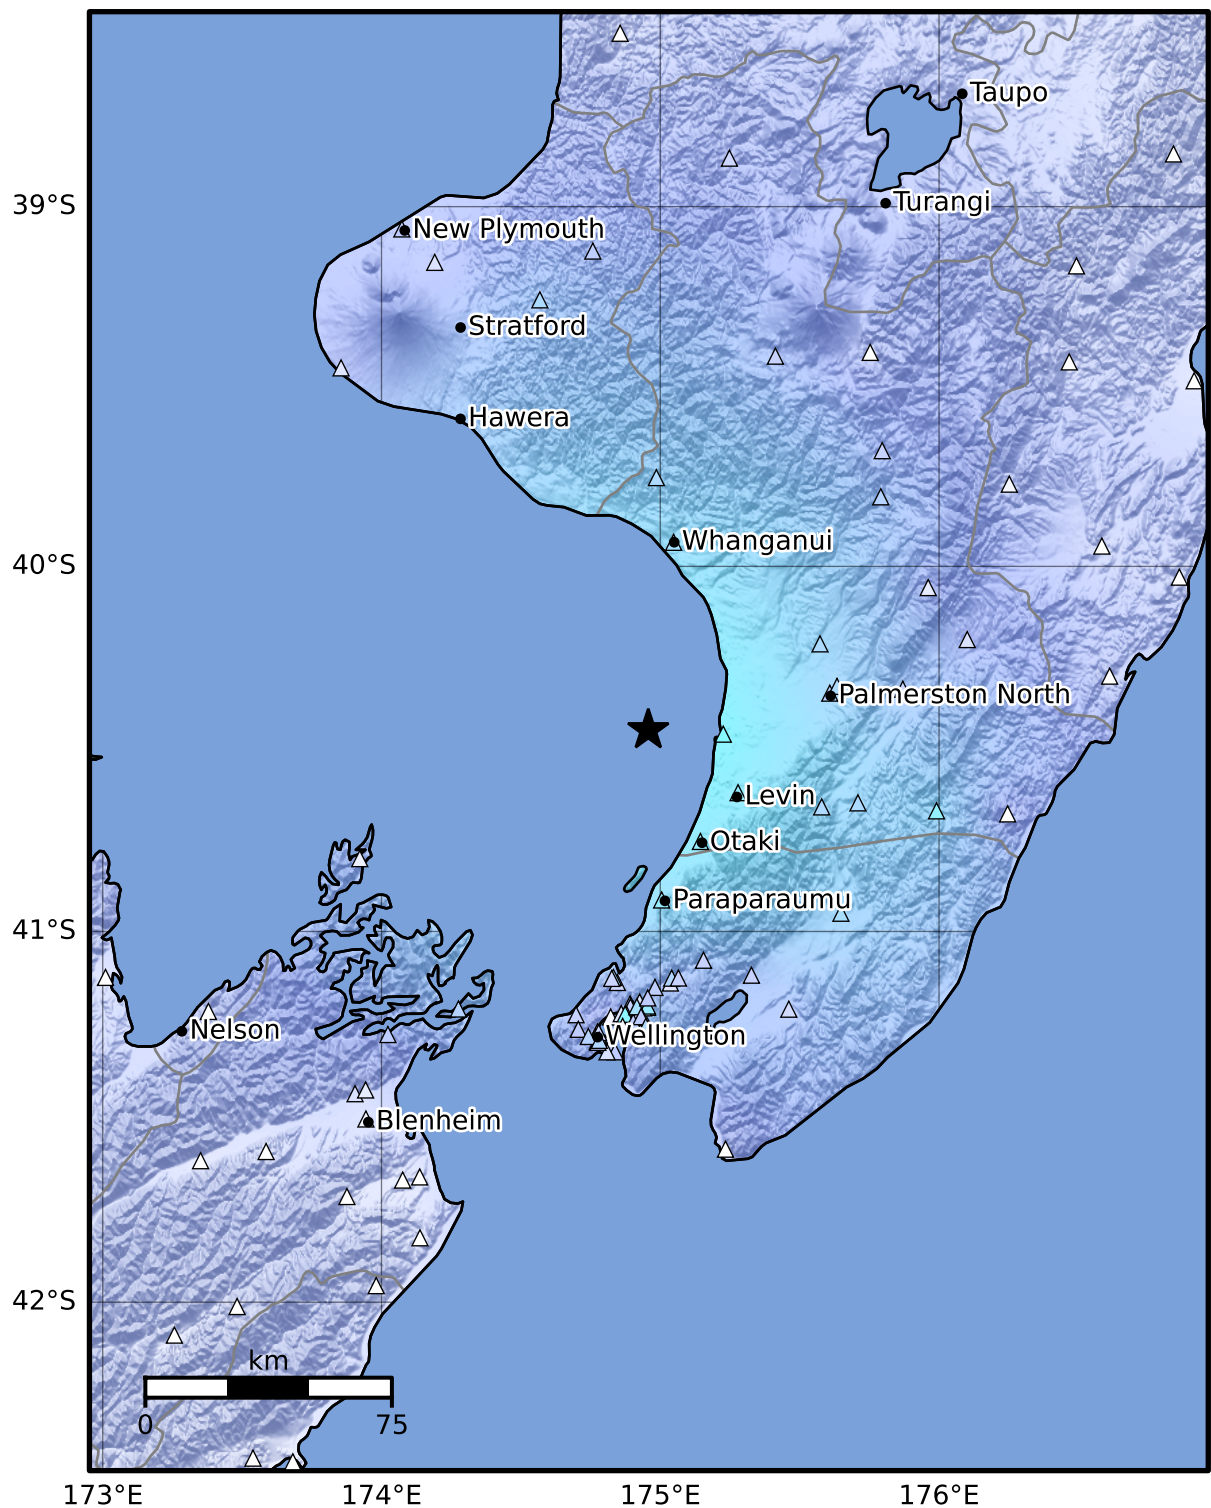 Taupo
39°S
Turangi
New Plymouth
Stratford
Hawera
Whanganui
40°S
Palmerston North
Levin
Otaki
Paraparaumu
41°S
Nelson
Wellington
Blenheim
42°S
km
0 75
173°E 174°E 175°E 176°E